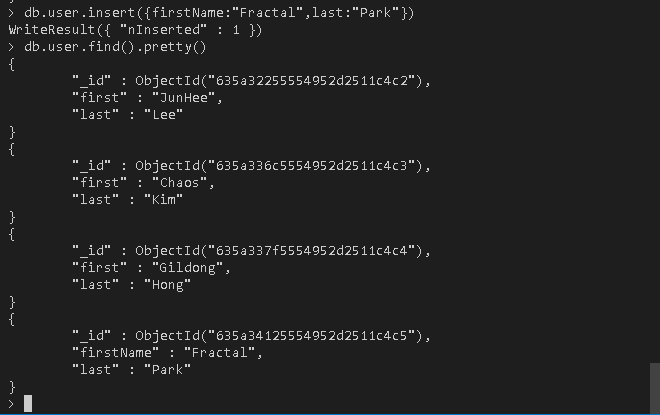 > db.user.insert({firstName:"Fractal",last:"Park"})
WriteResult({ "nInserted" : 1 })
> db.user.find().pretty()
{
"_id" : ObjectId("635a32255554952d2511c4c2"),
"first" : "JunHee",
"last" : "Lee"
}
{
"_id" : ObjectId("635a336c5554952d2511c4c3"),
"first" : "Chaos",
"last" : "Kim"
}
{
"_id" : ObjectId("635a337f5554952d2511c4c4"),
"first" : "Gildong",
"last" : "Hong"
}
{
"_id" : ObjectId("635a34125554952d2511c4c5"),
"firstName" : "Fractal",
"last" : "Park"
}
>